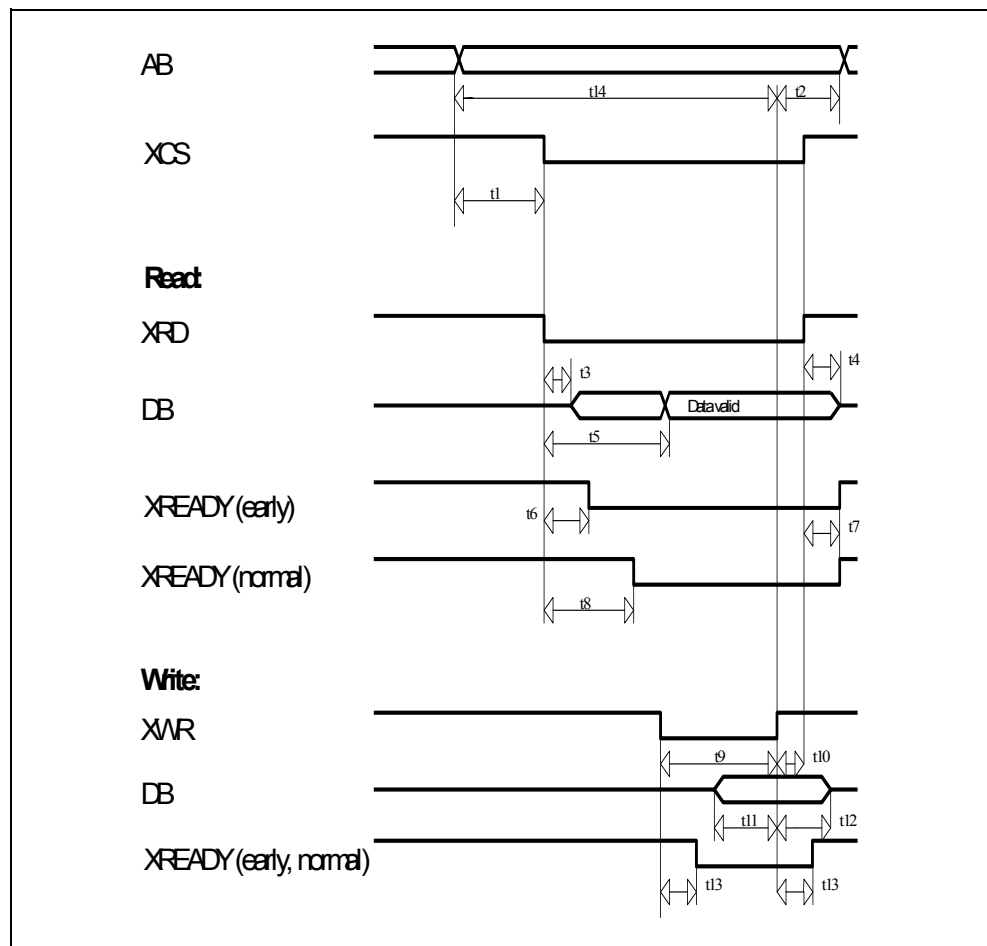 AB
t14
t2
XCS
t1
Read:
XRD
t3
t4
DB
Data valid
t5
XREADY (early)
t6
t7
XREADY (normal)
t8
Write:
XWR
t9
t10
DB
t11
t12
XREADY (early, normal)
t13
t13